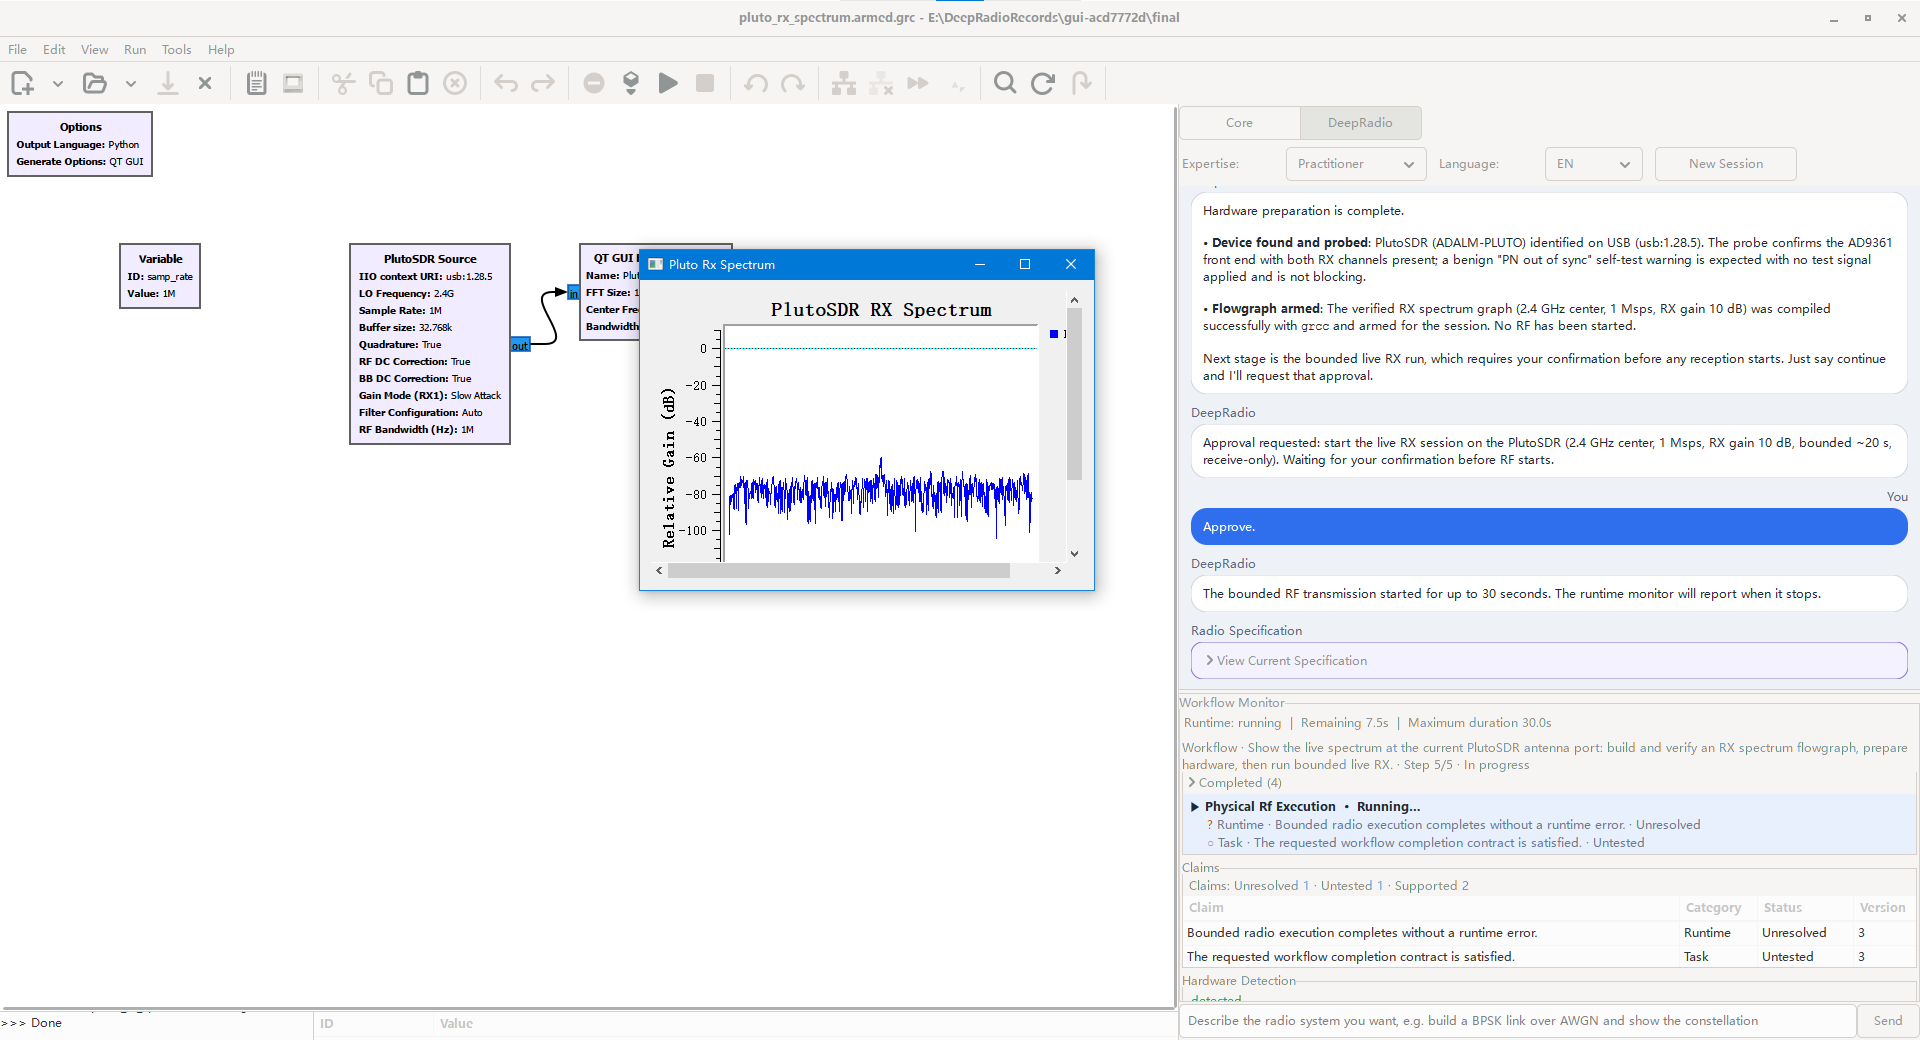 pluto_rx_spectrum.armed.grc - E:\DeepRadioRecords\gui-acd7772d\final
File Edit View Run Tools Help
Options
Output Language: Python
Generate Options: QT GUI
Variable
ID: samp_rate
Value: 1M
PlutoSDR Source
IIO context URI: usb:1.28.5
LO Frequency: 2.4G
Sample Rate: 1M
Buffer size: 32.768k
Quadrature: True
RF DC Correction: True
BB DC Correction: True
Gain Mode (RX1): Slow Attack
Filter Configuration: Auto
RF Bandwidth (Hz): 1M
out
in
QT GUI
Name: Plut
FFT Size: 1
Center Fre
Bandwidth
Pluto Rx Spectrum
PlutoSDR RX Spectrum
Relative Gain (dB)
0
-20
-40
-60
-80
-100
>>> Done
ID Value
Core DeepRadio
Expertise: Practitioner Language: EN New Session
Hardware preparation is complete.
• Device found and probed: PlutoSDR (ADALM-PLUTO) identified on USB (usb:1.28.5). The probe confirms the AD9361
front end with both RX channels present; a benign "PN out of sync" self-test warning is expected with no test signal
applied and is not blocking.
• Flowgraph armed: The verified RX spectrum graph (2.4 GHz center, 1 Msps, RX gain 10 dB) was compiled
successfully with grcc and armed for the session. No RF has been started.
Next stage is the bounded live RX run, which requires your confirmation before any reception starts. Just say continue
and I'll request that approval.
DeepRadio
Approval requested: start the live RX session on the PlutoSDR (2.4 GHz center, 1 Msps, RX gain 10 dB, bounded ~20 s,
receive-only). Waiting for your confirmation before RF starts.
You
Approve.
DeepRadio
The bounded RF transmission started for up to 30 seconds. The runtime monitor will report when it stops.
Radio Specification
View Current Specification
Workflow Monitor
Runtime: running | Remaining 7.5s | Maximum duration 30.0s
Workflow · Show the live spectrum at the current PlutoSDR antenna port: build and verify an RX spectrum flowgraph, prepare
hardware, then run bounded live RX. · Step 5/5 · In progress
Completed (4)
Physical Rf Execution • Running...
? Runtime · Bounded radio execution completes without a runtime error. · Unresolved
○ Task · The requested workflow completion contract is satisfied. · Untested
Claims
Claims: Unresolved 1 · Untested 1 · Supported 2
Claim Category Status Version
Bounded radio execution completes without a runtime error. Runtime Unresolved 3
The requested workflow completion contract is satisfied. Task Untested 3
Hardware Detection
detected
Describe the radio system you want, e.g. build a BPSK link over AWGN and show the constellation
Send